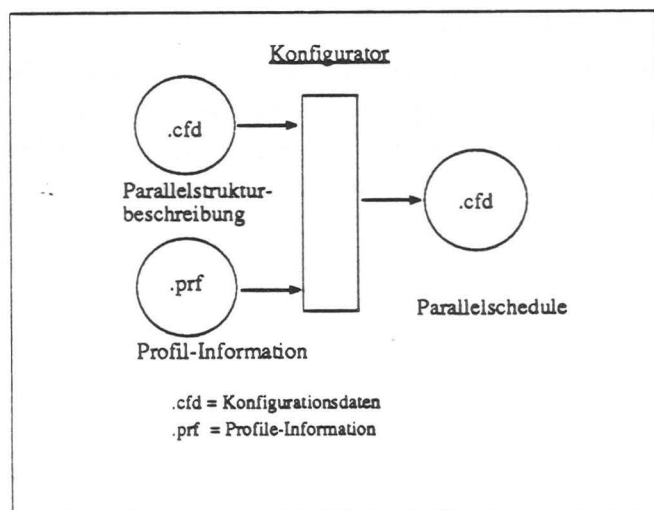 Konfigurator
.cfd
Parallelstruktur-
beschreibung
.cfd
.prf
Parallelschedule
Profil-Information
.cfd = Konfigurationsdaten
.prf = Profile-Information